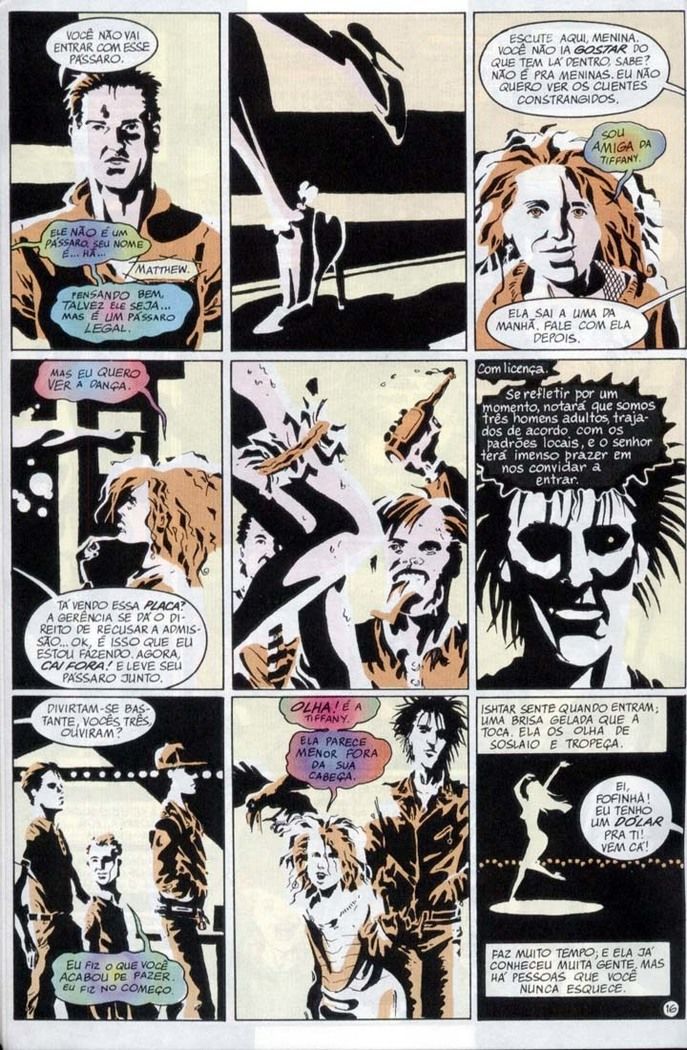 VOCÊ NÃO VAI
ENTRAR COM ESSE
PÁSSARO.
ELE NÃO É UM
PÁSSARO. SEU NOME
É... HÃ...
MATTHEW.
PENSANDO BEM,
TALVEZ ELE SEJA...
MAS É UM PÁSSARO
LEGAL.
ESCUTE AQUI, MENINA.
VOCÊ NÃO IA GOSTAR DO
QUE TEM LÁ DENTRO, SABE?
NÃO É PRA MENINAS. EU NÃO
QUERO VER OS CLIENTES
CONSTRANGIDOS.
SOU
AMIGA DA
TIFFANY.
ELA SAI A UMA DA
MANHÃ. FALE COM ELA
DEPOIS.
MAS EU QUERO
VER A DANÇA.
TÁ VENDO ESSA PLACA?
A GERÊNCIA SE DÁ O DI-
REITO DE RECUSAR A ADMIS-
SÃO... OK, É ISSO QUE EU
ESTOU FAZENDO. AGORA,
CAI FORA! E LEVE SEU
PÁSSARO JUNTO.
Com licença.
Se refletir por um
momento, notará que somos
três homens adultos, traja-
dos de acordo com os
padrões locais, e o senhor
terá imenso prazer em
nos convidar a
entrar.
DIVIRTAM-SE BAS-
TANTE, VOCÊS TRÊS,
OUVIRAM?
EU FIZ O QUE VOCÊ
ACABOU DE FAZER.
EU FIZ NO COMEÇO.
OLHA! É A
TIFFANY.
ELA PARECE
MENOR FORA
DA SUA
CABEÇA.
ISHTAR SENTE QUANDO ENTRAM;
UMA BRISA GELADA QUE A
TOCA. ELA OS OLHA DE
SOSLAIO E TROPEÇA.
EI,
FOFINHA!
EU TENHO
UM DÓLAR
PRA TI!
VEM CÁ!
FAZ MUITO TEMPO; E ELA JÁ
CONHECEU MUITA GENTE. MAS
HÁ PESSOAS QUE VOCÊ
NUNCA ESQUECE.
16